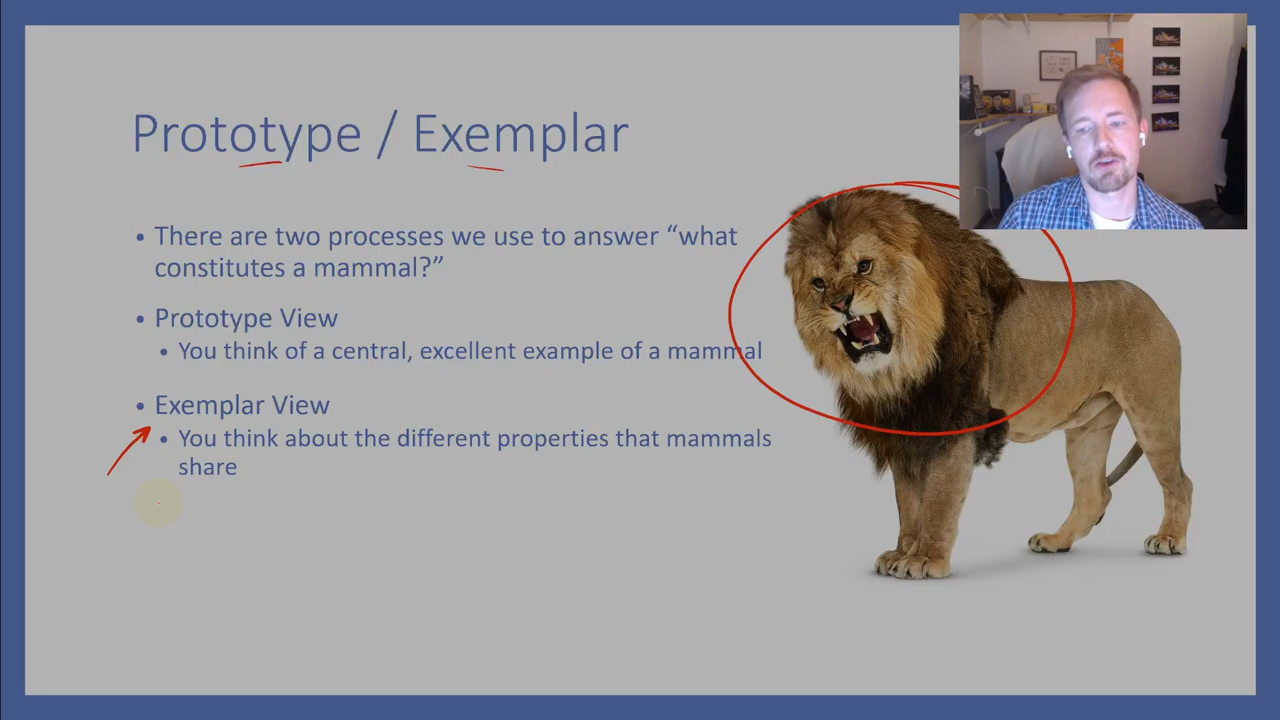 Prototype / Exemplar
• There are two processes we use to answer “what
constitutes a mammal?”
• Prototype View
• You think of a central, excellent example of a mammal
• Exemplar View
• You think about the different properties that mammals
share